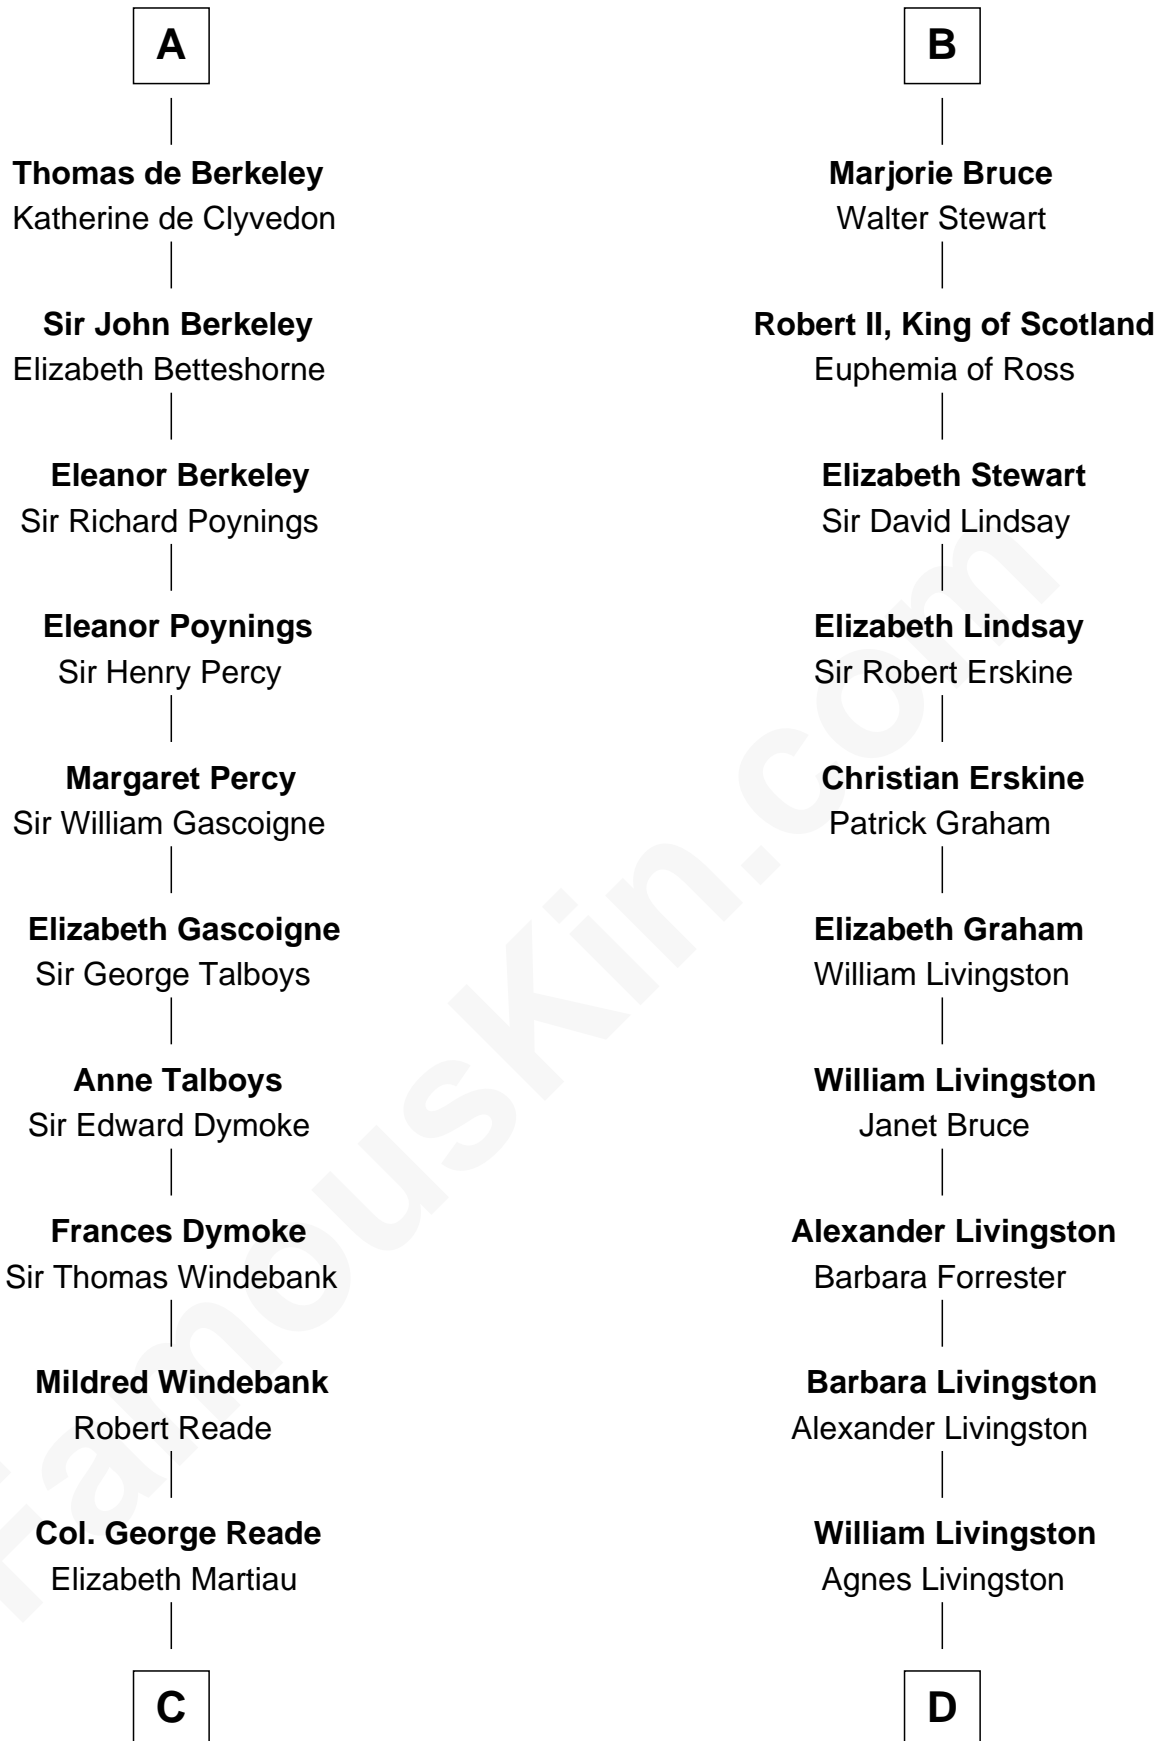 A
Thomas de Berkeley
Katherine de Clyvedon
Sir John Berkeley
Elizabeth Betteshorne
Eleanor Berkeley
Sir Richard Poynings
Eleanor Poynings
Sir Henry Percy
Margaret Percy
Sir William Gascoigne
Elizabeth Gascoigne
Sir George Talboys
Anne Talboys
Sir Edward Dymoke
Frances Dymoke
Sir Thomas Windebank
Mildred Windebank
Robert Reade
Col. George Reade
Elizabeth Martiau
C
B
Marjorie Bruce
Walter Stewart
Robert II, King of Scotland
Euphemia of Ross
Elizabeth Stewart
Sir David Lindsay
Elizabeth Lindsay
Sir Robert Erskine
Christian Erskine
Patrick Graham
Elizabeth Graham
William Livingston
William Livingston
Janet Bruce
Alexander Livingston
Barbara Forrester
Barbara Livingston
Alexander Livingston
William Livingston
Agnes Livingston
D
FamousKin.com